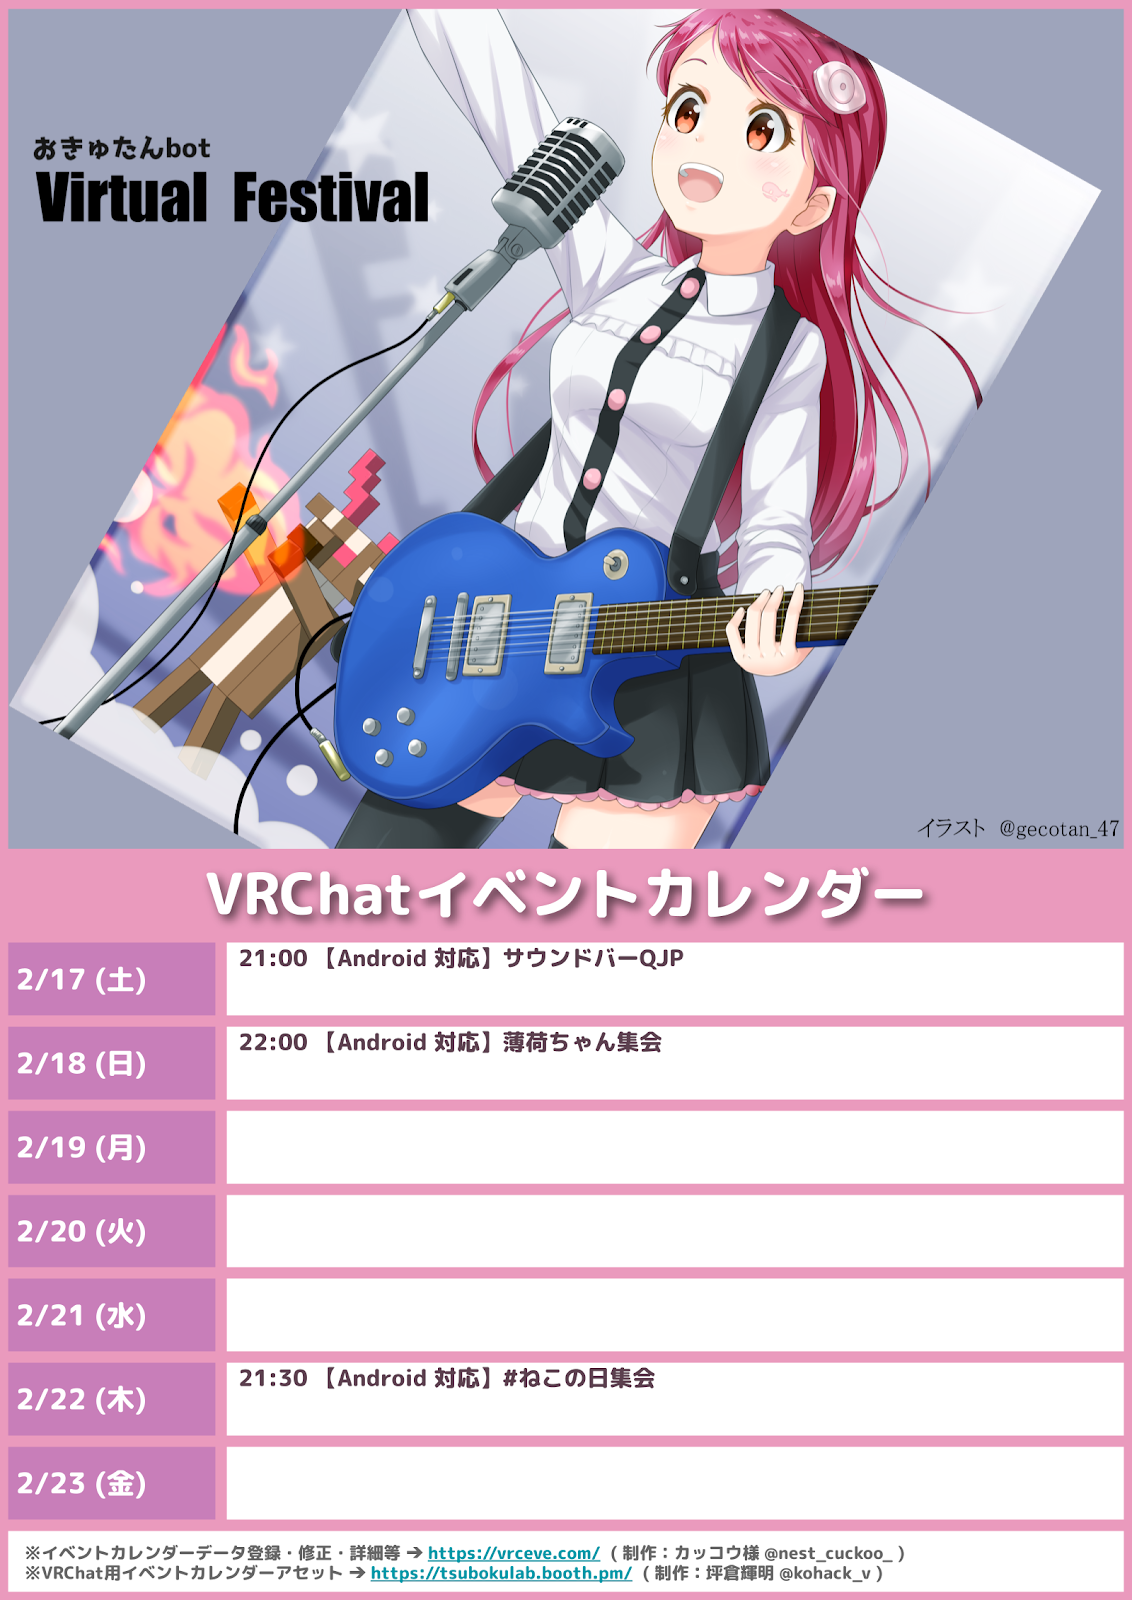 おきゅたんbot
Virtual Festival
イラスト @gecotan_47
VRChatイベントカレンダー
2/17 (土)
21:00 【Android 対応】サウンドバーQJP
2/18 (日)
22:00 【Android 対応】薄荷ちゃん集会
2/19 (月)
2/20 (火)
2/21 (水)
2/22 (木)
21:30 【Android 対応】#ねこの日集会
2/23 (金)
※イベントカレンダーデータ登録・修正・詳細等 ➔ https://vrceve.com/ ( 制作：カッコウ様 @nest_cuckoo_ )
※VRChat用イベントカレンダーアセット ➔ https://tsubokulab.booth.pm/ ( 制作：坪倉輝明 @kohack_v )